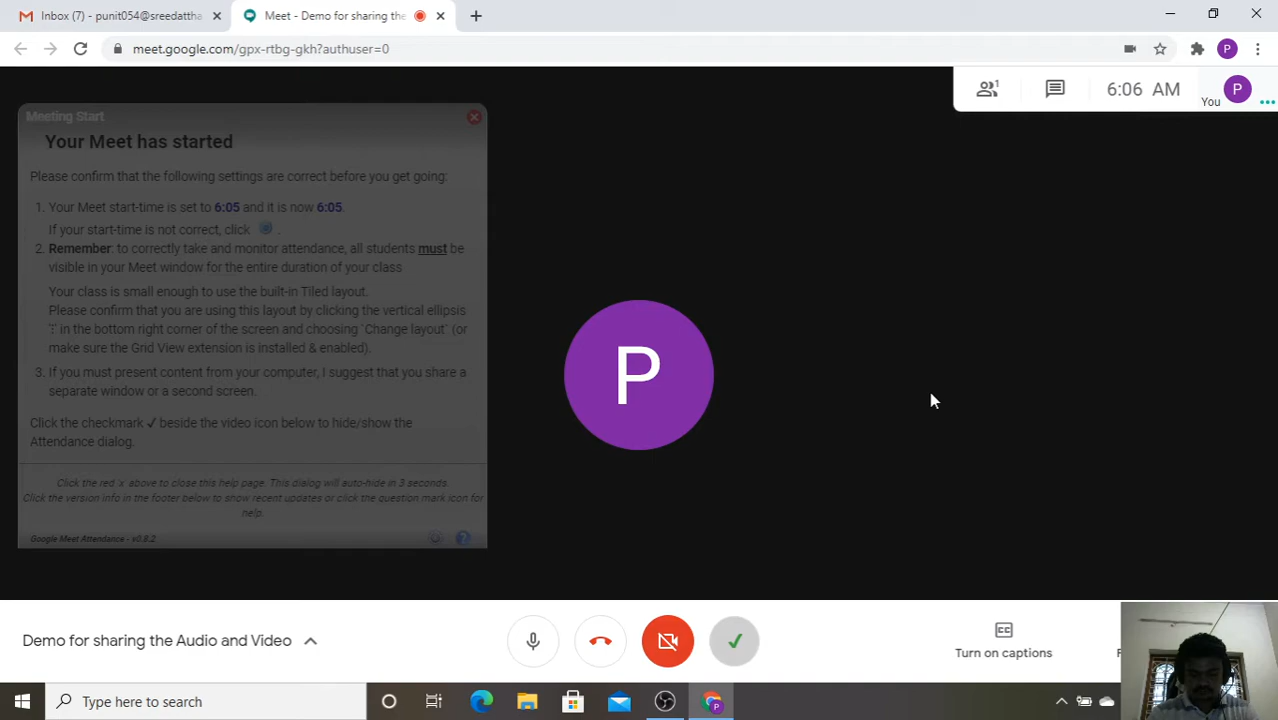 Inbox (7) - punit054@sreedattha
Meet - Demo for sharing the
meet.google.com/gpx-rtbg-gkh?authuser=0
P
1
6:06 AM
You
P
Meeting Start
Your Meet has started
Please confirm that the following settings are correct before you get going:
1. Your Meet start-time is set to 6:05 and it is now 6:05.
If your start-time is not correct, click .
2. Remember: to correctly take and monitor attendance, all students must be
visible in your Meet window for the entire duration of your class
Your class is small enough to use the built-in Tiled layout.
Please confirm that you are using this layout by clicking the vertical ellipsis
'⋮' in the bottom right corner of the screen and choosing `Change layout` (or
make sure the Grid View extension is installed & enabled).
3. If you must present content from your computer, I suggest that you share a
separate window or a second screen.
Click the checkmark ✓ beside the video icon below to hide/show the
Attendance dialog.
Click the red `x` above to close this help page. This dialog will auto-hide in 3 seconds.
Click the version info in the footer below to show recent updates or click the question mark icon for
help.
Google Meet Attendance - v0.8.2
P
Demo for sharing the Audio and Video
CC
Turn on captions
Type here to search